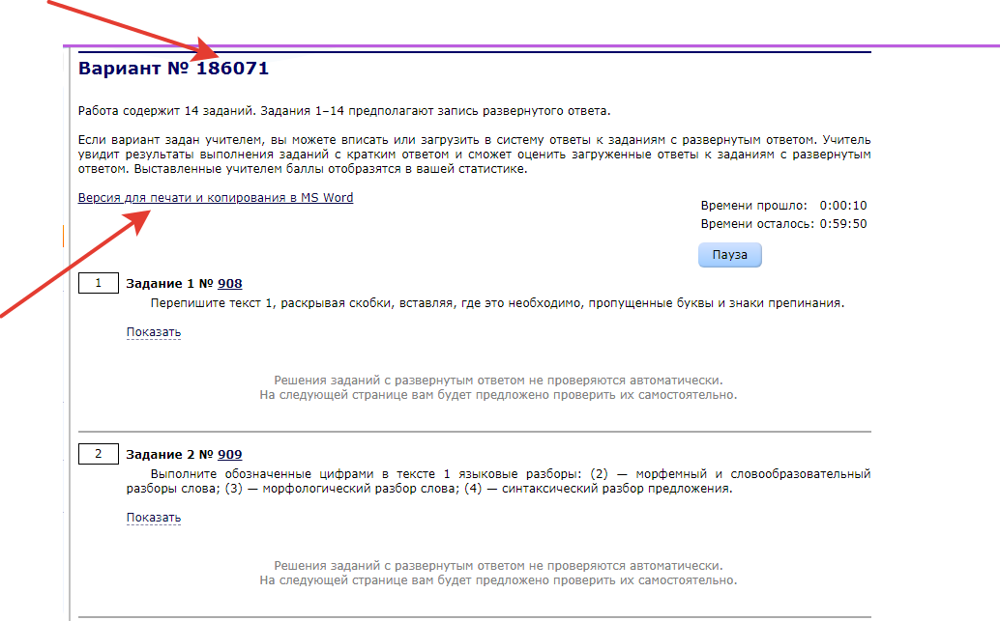 Вариант № 186071
Работа содержит 14 заданий. Задания 1–14 предполагают запись развернутого ответа.
Если вариант задан учителем, вы можете вписать или загрузить в систему ответы к заданиям с развернутым ответом. Учитель
увидит результаты выполнения заданий с кратким ответом и сможет оценить загруженные ответы к заданиям с развернутым
ответом. Выставленные учителем баллы отобразятся в вашей статистике.
Версия для печати и копирования в MS Word
Времени прошло: 0:00:10
Времени осталось: 0:59:50
Пауза
1 Задание 1 № 908
Перепишите текст 1, раскрывая скобки, вставляя, где это необходимо, пропущенные буквы и знаки препинания.
Показать
Решения заданий с развернутым ответом не проверяются автоматически.
На следующей странице вам будет предложено проверить их самостоятельно.
2 Задание 2 № 909
Выполните обозначенные цифрами в тексте 1 языковые разборы: (2) — морфемный и словообразовательный
разборы слова; (3) — морфологический разбор слова; (4) — синтаксический разбор предложения.
Показать
Решения заданий с развернутым ответом не проверяются автоматически.
На следующей странице вам будет предложено проверить их самостоятельно.